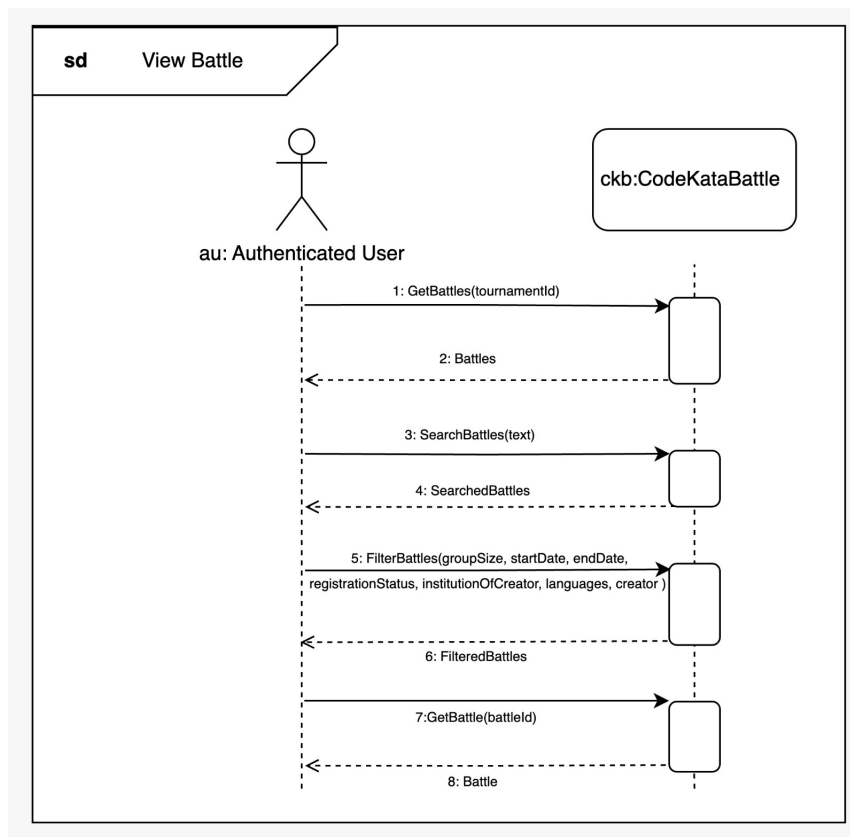 sd View Battle
ckb:CodeKataBattle
au: Authenticated User
1: GetBattles(tournamentId)
2: Battles
3: SearchBattles(text)
4: SearchedBattles
5: FilterBattles(groupSize, startDate, endDate,
registrationStatus, institutionOfCreator, languages, creator )
6: FilteredBattles
7:GetBattle(battleId)
8: Battle